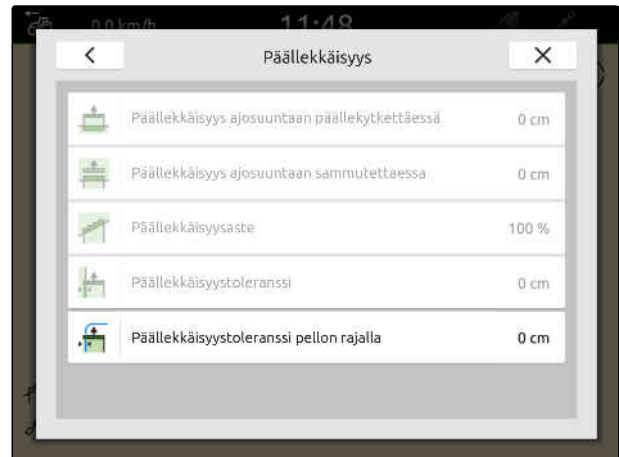 0.0 km/h
11:48
Päällekkäisyys
Päällekkäisyys ajosuuntaan päällekytkettäessä
0 cm
Päällekkäisyys ajosuuntaan sammutettaessa
0 cm
Päällekkäisyysaste
100 %
Päällekkäisyystoleranssi
0 cm
Päällekkäisyystoleranssi pellon rajalla
0 cm